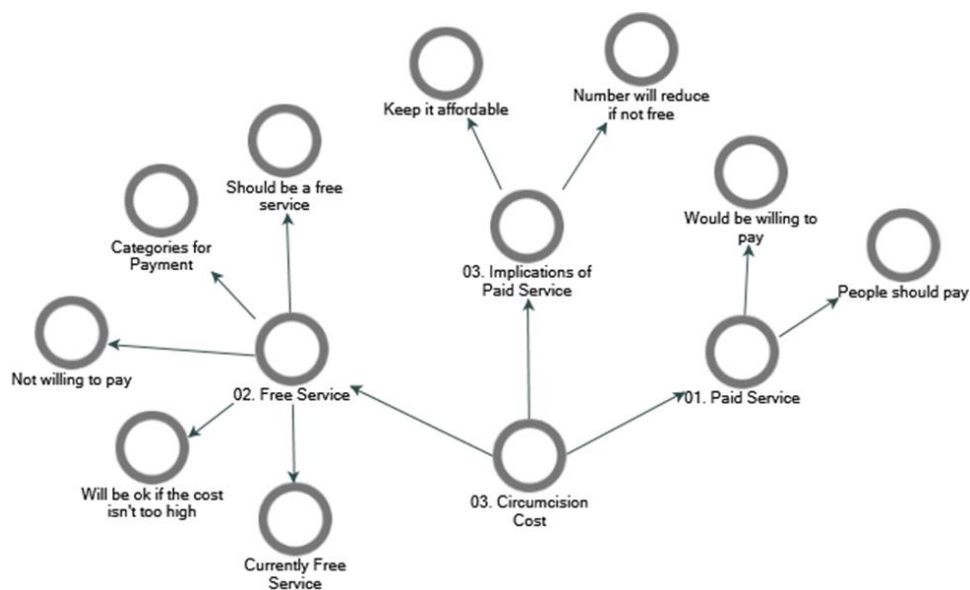 Keep it affordable
Number will reduce
if not free
Should be a free
service
Would be willing to
pay
Categories for
Payment
03. Implications of
Paid Service
People should pay
Not willing to pay
02. Free Service
01. Paid Service
Will be ok if the cost
isn't too high
03. Circumcision
Cost
Currently Free
Service